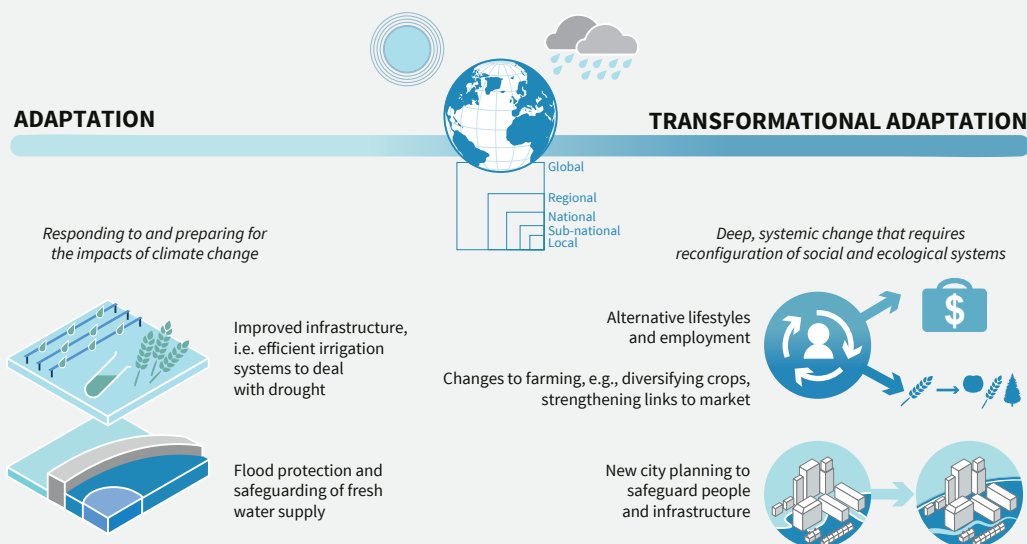 ADAPTATION
TRANSFORMATIONAL ADAPTATION
Global
Regional
National
Sub-national
Local
Responding to and preparing for
the impacts of climate change
Deep, systemic change that requires
reconfiguration of social and ecological systems
Improved infrastructure,
i.e. efficient irrigation
systems to deal
with drought
Flood protection and
safeguarding of fresh
water supply
Alternative lifestyles
and employment
$
Changes to farming, e.g., diversifying crops,
strengthening links to market
New city planning to
safeguard people
and infrastructure